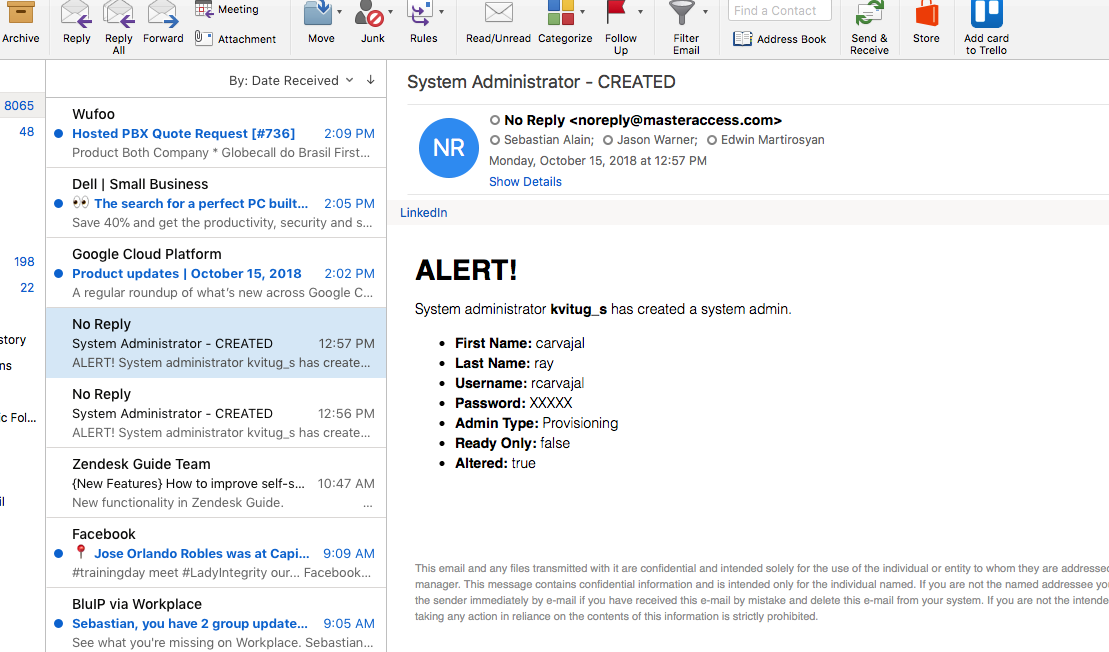 Archive
Reply
Reply All
Forward
Meeting
Attachment
Move
Junk
Rules
Read/Unread
Categorize
Follow Up
Filter Email
Find a Contact
Address Book
Send & Receive
Store
Add card to Trello
8065
48
198
22
story
ns
ic Fol...
il
By: Date Received
Wufoo
Hosted PBX Quote Request [#736] 2:09 PM
Product Both Company * Globecall do Brasil First...
Dell | Small Business
👀 The search for a perfect PC built... 2:05 PM
Save 40% and get the productivity, security and s...
Google Cloud Platform
Product updates | October 15, 2018 2:02 PM
A regular roundup of what's new across Google C...
No Reply
System Administrator - CREATED 12:57 PM
ALERT! System administrator kvitug_s has create...
No Reply
System Administrator - CREATED 12:56 PM
ALERT! System administrator kvitug_s has create...
Zendesk Guide Team
{New Features} How to improve self-s... 10:47 AM
New functionality in Zendesk Guide. ...
Facebook
📍 Jose Orlando Robles was at Capi... 9:09 AM
#trainingday meet #LadyIntegrity our... Facebook...
BluIP via Workplace
Sebastian, you have 2 group update... 9:05 AM
See what you're missing on Workplace. Sebastian...
System Administrator - CREATED
NR
No Reply <noreply@masteraccess.com>
Sebastian Alain; Jason Warner; Edwin Martirosyan
Monday, October 15, 2018 at 12:57 PM
Show Details
LinkedIn
ALERT!
System administrator kvitug_s has created a system admin.
• First Name: carvajal
• Last Name: ray
• Username: rcarvajal
• Password: XXXXX
• Admin Type: Provisioning
• Ready Only: false
• Altered: true
This email and any files transmitted with it are confidential and intended solely for the use of the individual or entity to whom they are addressed
manager. This message contains confidential information and is intended only for the individual named. If you are not the named addressee yo
the sender immediately by e-mail if you have received this e-mail by mistake and delete this e-mail from your system. If you are not the intende
taking any action in reliance on the contents of this information is strictly prohibited.